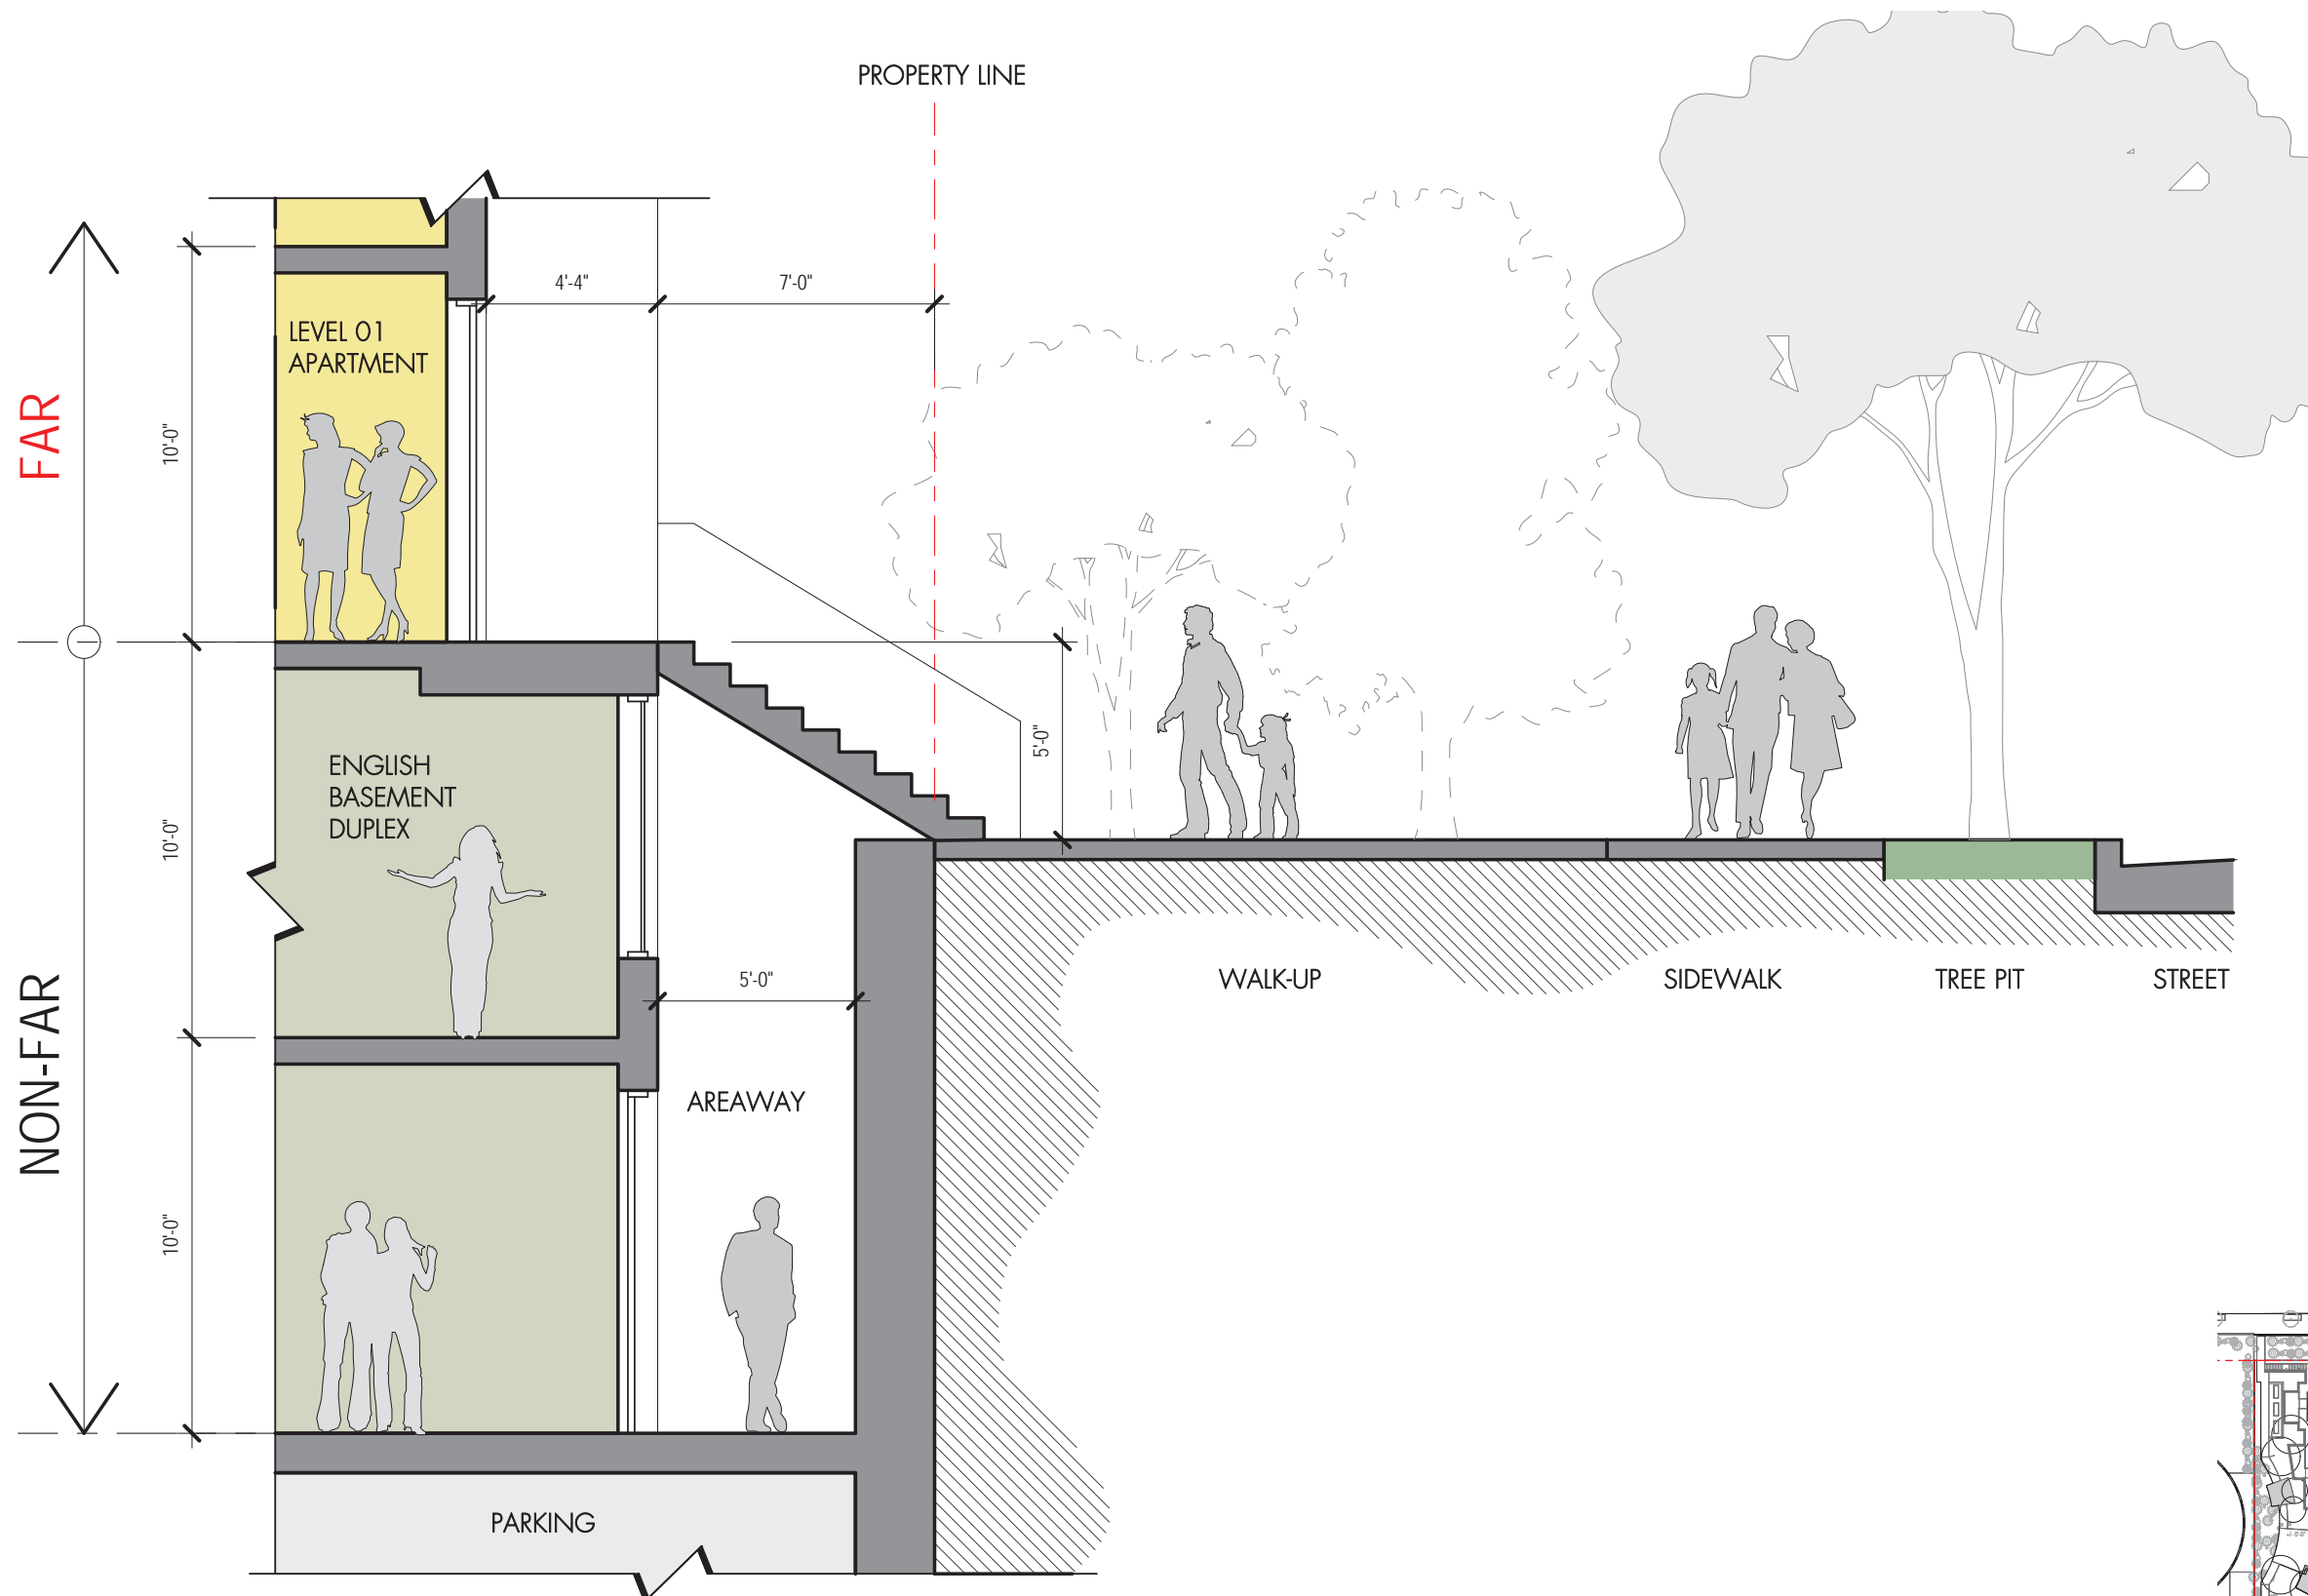 PROPERTY LINE
4'-4"
7'-0"
LEVEL 01
APARTMENT
FAR
10'-0"
5'-0"
ENGLISH
BASEMENT
DUPLEX
10'-0"
5'-0"
WALK-UP
SIDEWALK
TREE PIT
STREET
NON-FAR
AREAWAY
10'-0"
PARKING